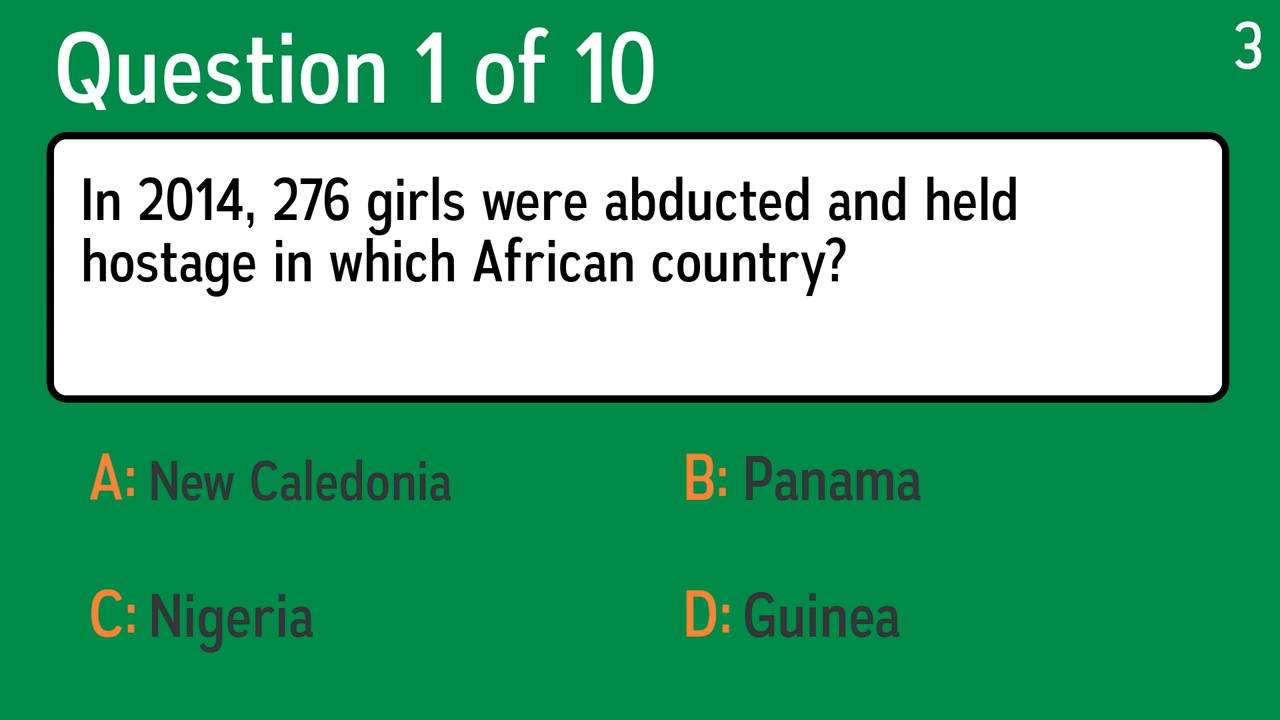 Question 1 of 10
3
In 2014, 276 girls were abducted and held
hostage in which African country?
A: New Caledonia
B: Panama
C: Nigeria
D: Guinea